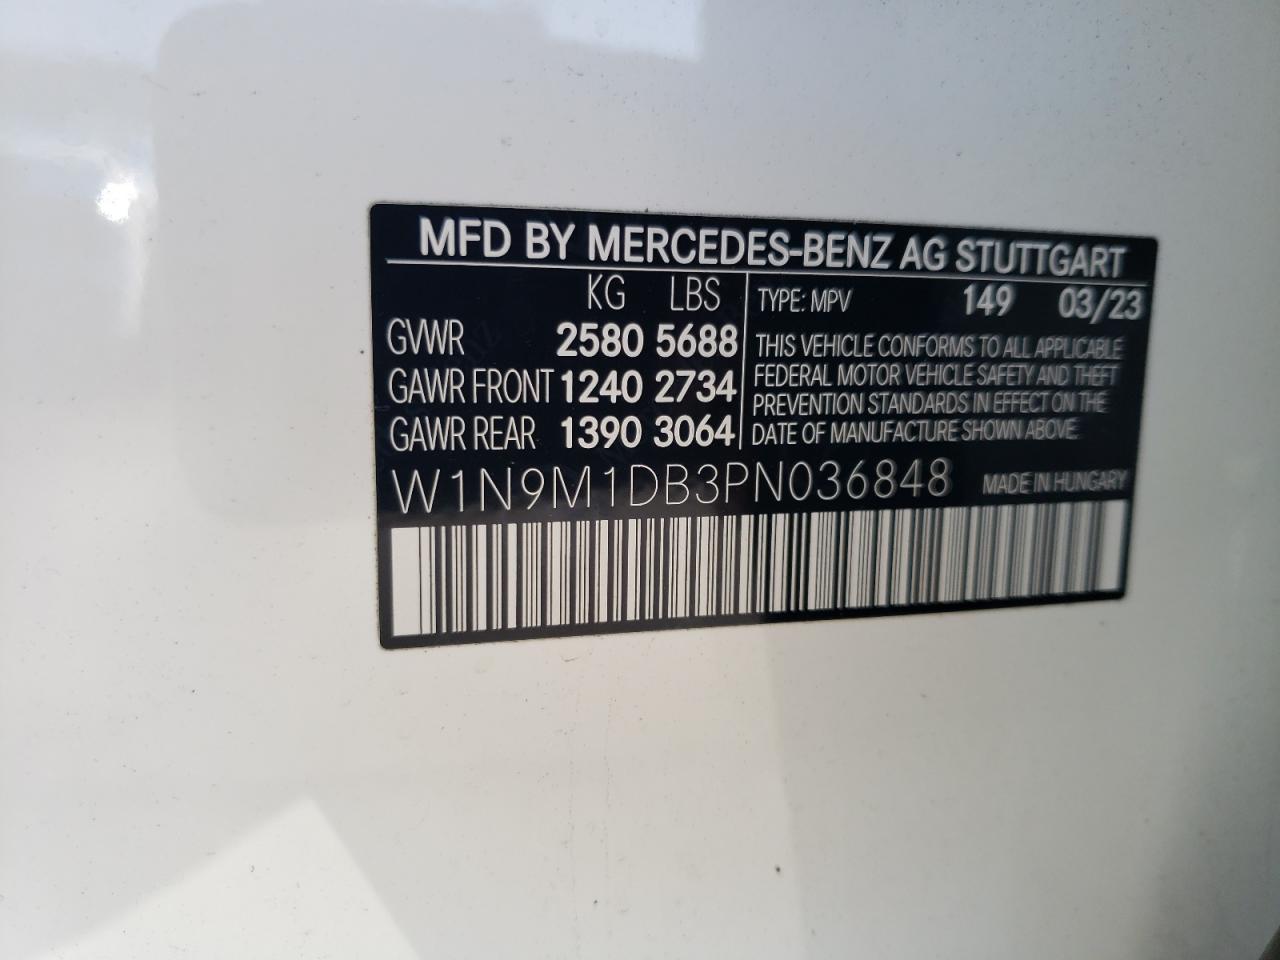 MFD BY MERCEDES-BENZ AG STUTTGART
KG LBS
GVWR 2580 5688
GAWR FRONT 1240 2734
GAWR REAR 1390 3064
TYPE: MPV 149 03/23
THIS VEHICLE CONFORMS TO ALL APPLICABLE
FEDERAL MOTOR VEHICLE SAFETY AND THEFT
PREVENTION STANDARDS IN EFFECT ON THE
DATE OF MANUFACTURE SHOWN ABOVE.
W1N9M1DB3PN036848 MADE IN HUNGARY